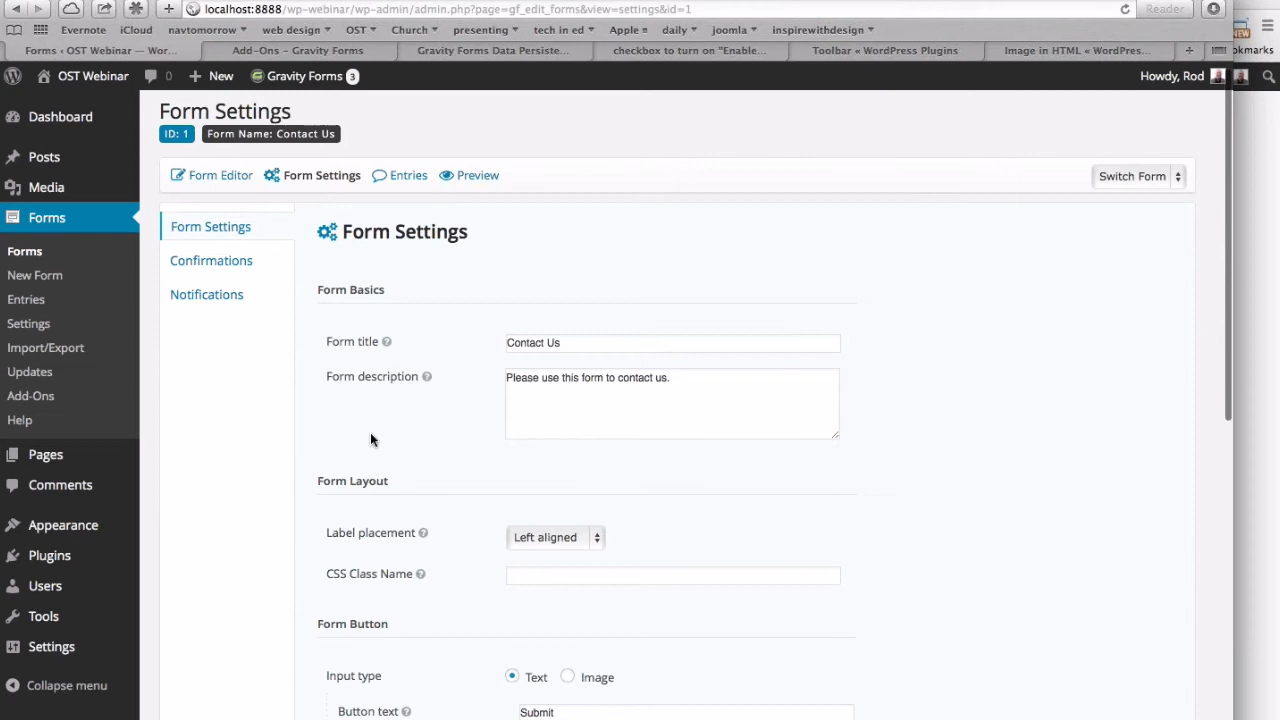 localhost:8888/wp-webinar/wp-admin/admin.php?page=gf_edit_forms&view=settings&id=1
Reader
Evernote iCloud navtomorrow web design OST Church presenting tech in ed Apple daily joomla inspirewithdesign
NEW
Forms ‹ OST Webinar — Wor... Add-Ons – Gravity Forms Gravity Forms Data Persiste... checkbox to turn on "Enable... Toolbar « WordPress Plugins Image in HTML « WordPres...
okmarks
OST Webinar 0 New Gravity Forms 3 Howdy, Rod
Form Settings
ID: 1 Form Name: Contact Us
Form Editor Form Settings Entries Preview Switch Form
Dashboard
Posts
Media
Forms
Forms
New Form
Entries
Settings
Import/Export
Updates
Add-Ons
Help
Pages
Comments
Appearance
Plugins
Users
Tools
Settings
Collapse menu
Form Settings
Confirmations
Notifications
Form Settings
Form Basics
Form title ? Contact Us
Form description ? Please use this form to contact us.
Form Layout
Label placement ? Left aligned
CSS Class Name ?
Form Button
Input type Text Image
Button text ? Submit